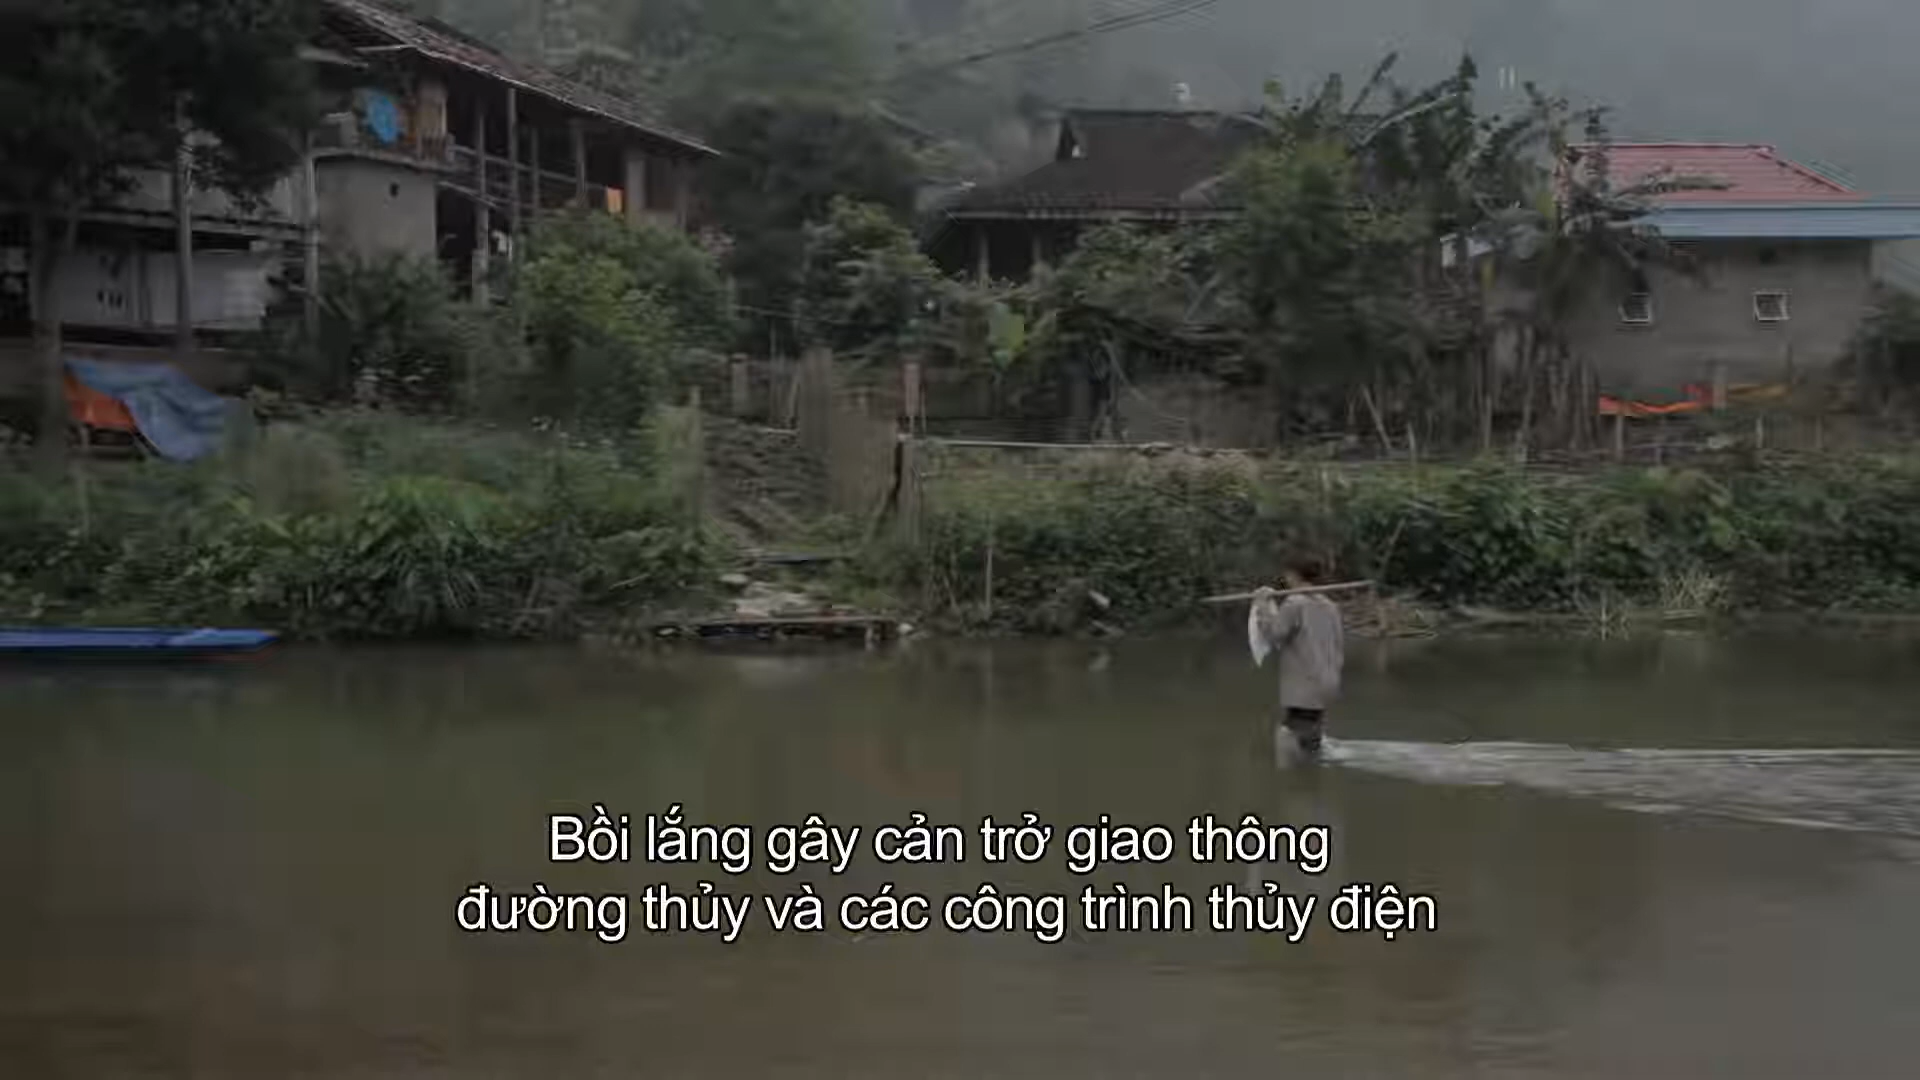 Bồi lắng gây cản trở giao thông
đường thủy và các công trình thủy điện